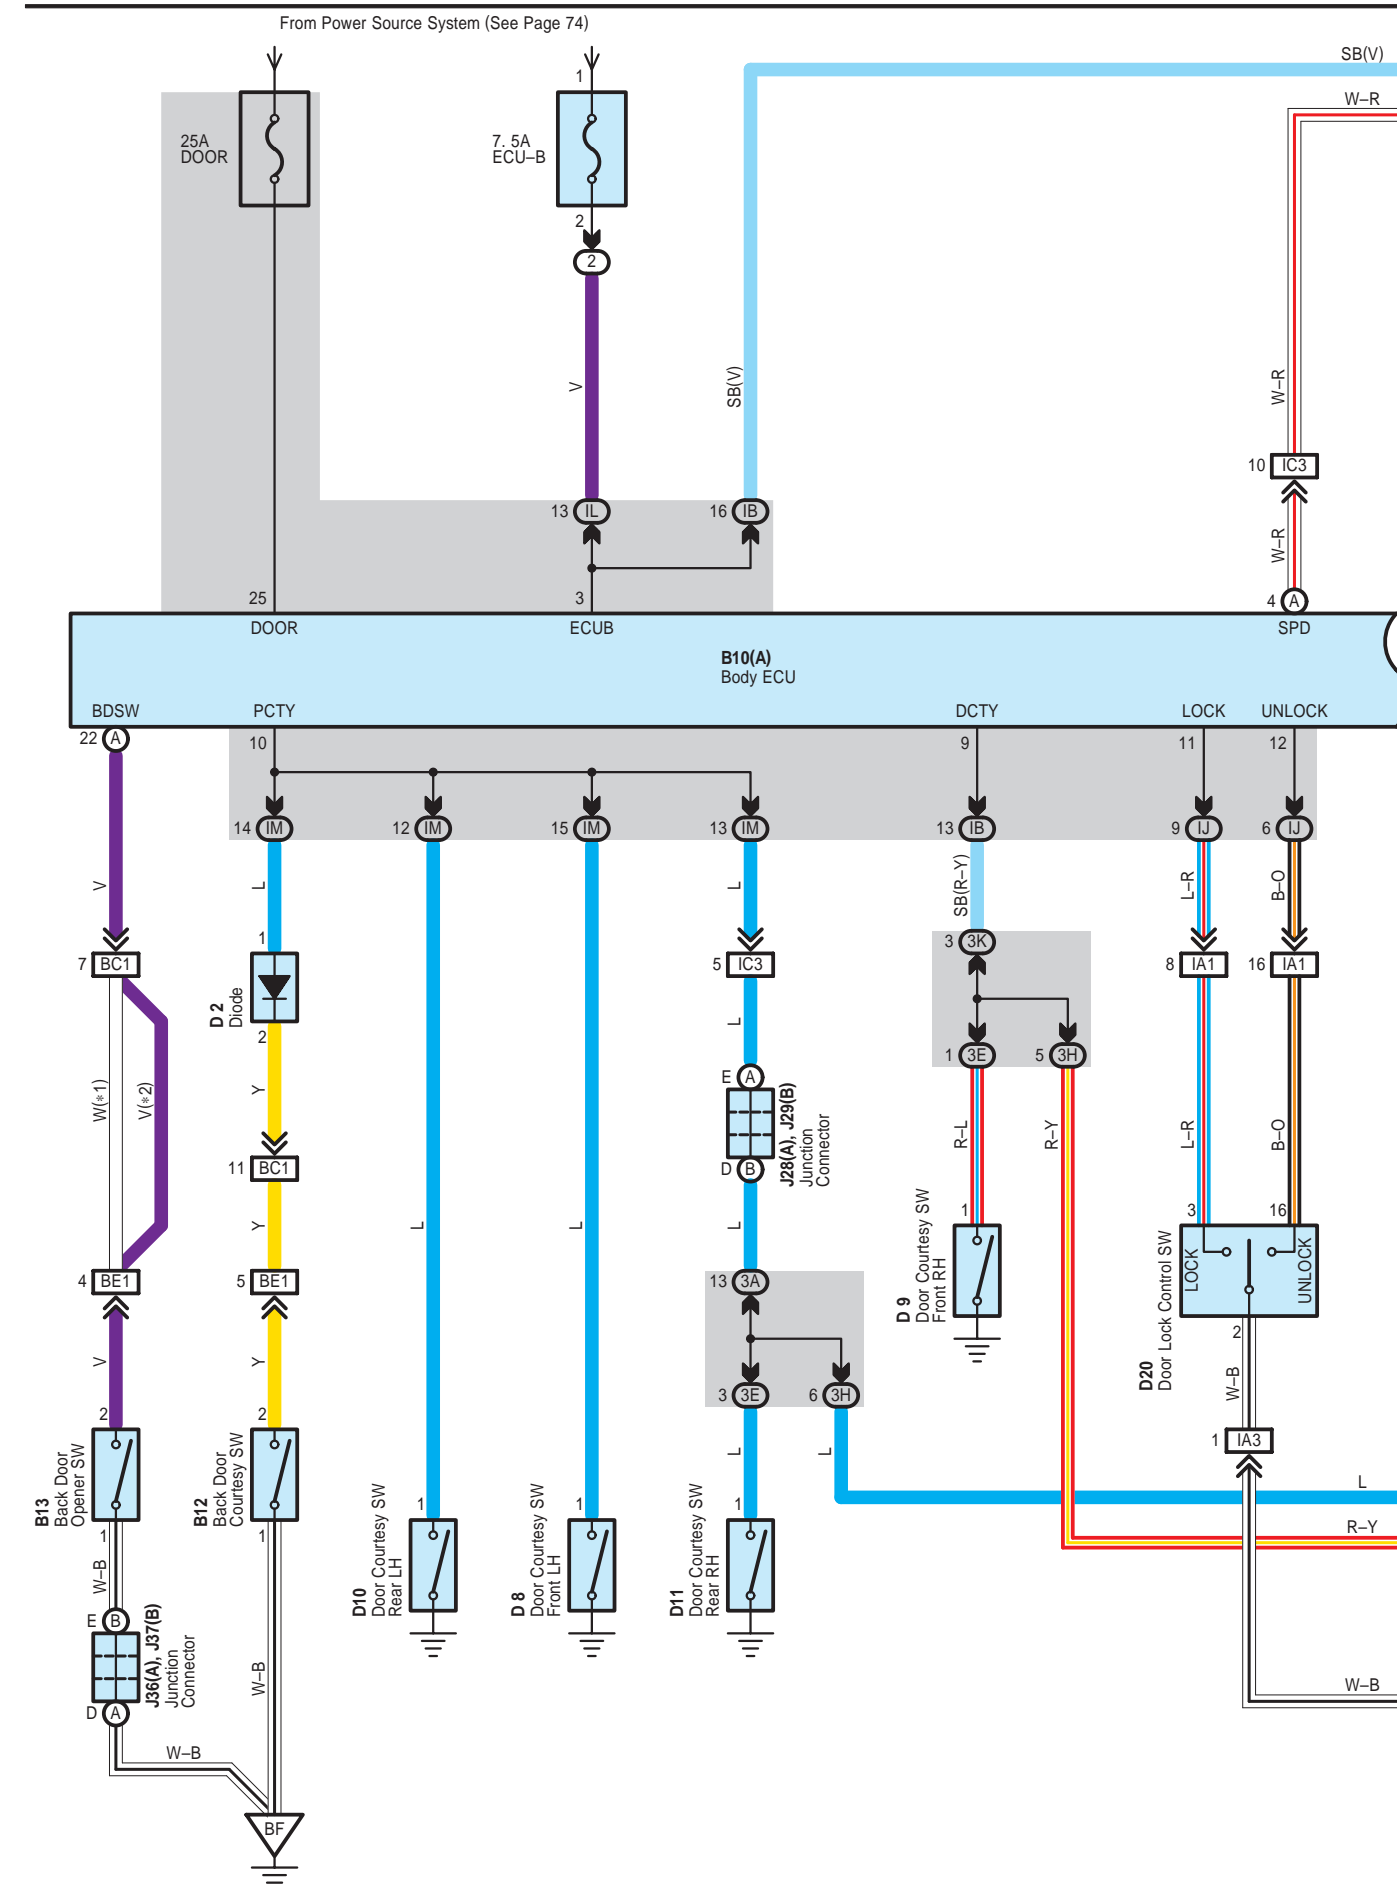 From Power Source System (See Page 74)
SB(V)
W–R
1
25A
DOOR
7. 5A
ECU–B
2
2
V
SB(V)
W–R
10 IC3
13 IL
16 IB
W–R
25
3
4 A
DOOR
ECUB
SPD
B10(A)
Body ECU
BDSW
PCTY
DCTY
LOCK
UNLOCK
22 A
10
9
11
12
14 IM
12 IM
15 IM
13 IM
13 IB
9 IJ
6 IJ
V
L
L
SB(R–Y)
L–R
B–O
1
3 3K
7 BC1
5 IC3
8 IA1
16 IA1
D 2
Diode
2
L
1 3E
5 3H
E A
W(*1)
V(*2)
Y
J28(A), J29(B)
Junction
Connector
R–L
R–Y
L–R
B–O
11 BC1
D B
Y
L
L
L
1
3
16
4 BE1
5 BE1
13 3A
D 9
Door Courtesy SW
Front RH
LOCK
UNLOCK
D20
Door Lock Control SW
2
V
Y
W–B
3 3E
6 3H
2
2
L
L
1 IA3
B13
Back Door
Opener SW
B12
Back Door
Courtesy SW
L
1
1
1
1
1
R–Y
D10
Door Courtesy SW
Rear LH
D 8
Door Courtesy SW
Front LH
D11
Door Courtesy SW
Rear RH
W–B
E B
J36(A), J37(B)
Junction
Connector
W–B
W–B
D A
W–B
BF